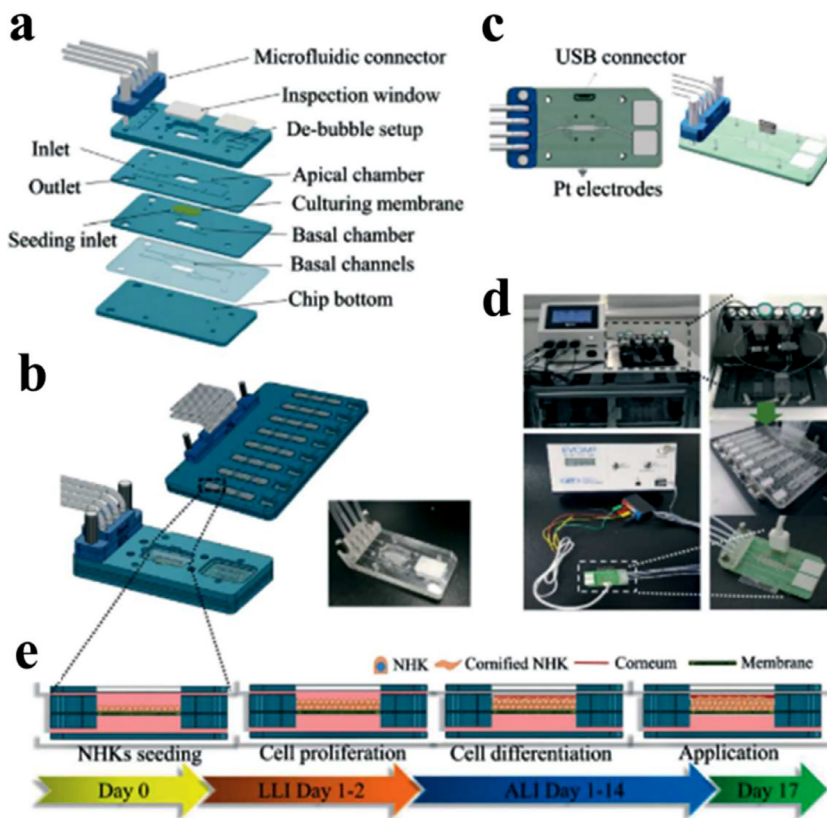 a
Microfluidic connector
Inspection window
De-bubble setup
Inlet
Apical chamber
Outlet
Culturing membrane
Seeding inlet
Basal chamber
Basal channels
Chip bottom
b
c
USB connector
Pt electrodes
d
e
NHK Cornified NHK Corneum Membrane
NHKs seeding Cell proliferation Cell differentiation Application
Day 0 LLI Day 1-2 ALI Day 1-14 Day 17